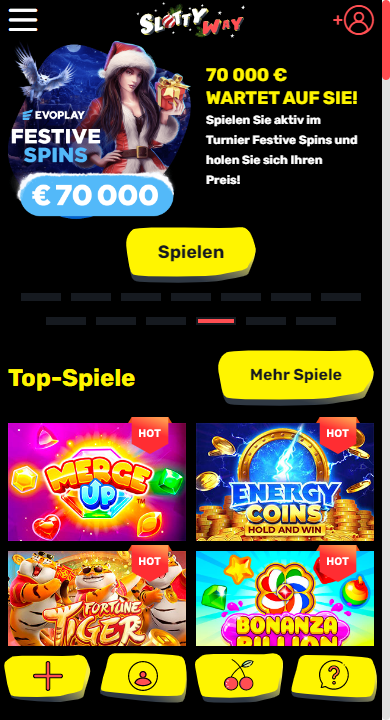 SLOTTY WAY
70 000 €
WARTET AUF SIE!
EVOPLAY
FESTIVE
SPINS
€ 70 000
Spielen Sie aktiv im
Turnier Festive Spins und
holen Sie sich Ihren
Preis!
Spielen
Top-Spiele
Mehr Spiele
HOT
MERGE
UP™
HOT
ENERGY
COINS
HOLD AND WIN
HOT
FORTUNE
TIGER
HOT
BONANZA
BILLION